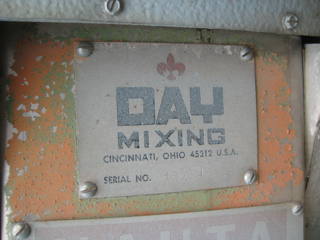 DAY
MIXING
CINCINNATI, OHIO 45212 U.S.A.
SERIAL NO.